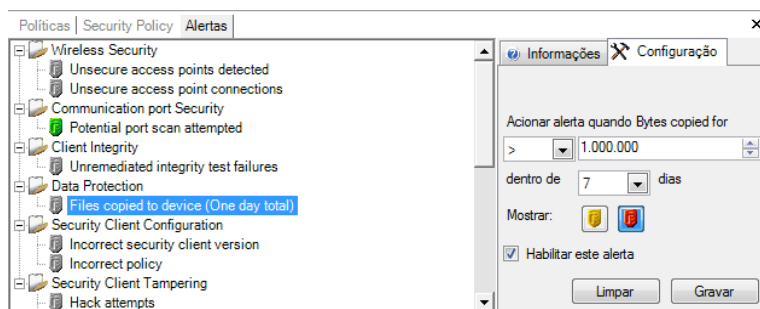 Políticas Security Policy Alertas
Wireless Security
Unsecure access points detected
Unsecure access point connections
Communication port Security
Potential port scan attempted
Client Integrity
Unremediated integrity test failures
Data Protection
Files copied to device (One day total)
Security Client Configuration
Incorrect security client version
Incorrect policy
Security Client Tampering
Hack attempts
Informações Configuração
Acionar alerta quando Bytes copied for
> 1.000.000
dentro de 7 dias
Mostrar:
Habilitar este alerta
Limpar Gravar